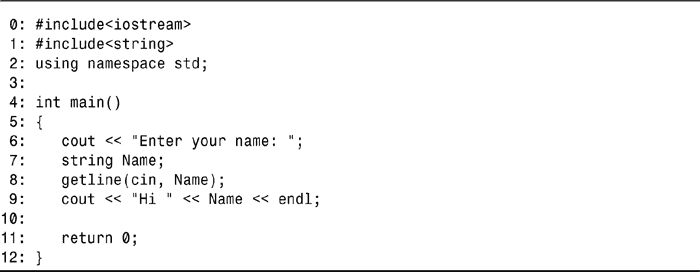 0: #include<iostream>
1: #include<string>
2: using namespace std;
3:
4: int main()
5: {
6:    cout << "Enter your name: ";
7:    string Name;
8:    getline(cin, Name);
9:    cout << "Hi " << Name << endl;
10:
11:    return 0;
12: }